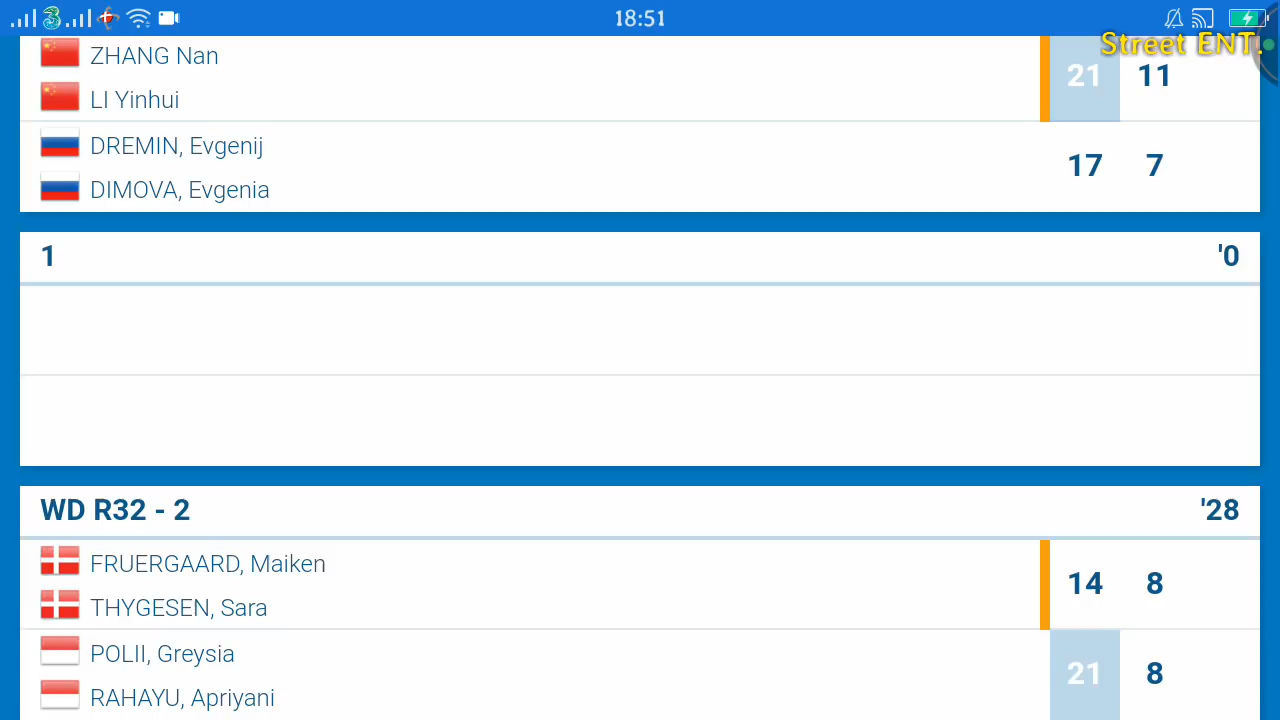 18:51
Street ENT.
ZHANG Nan
LI Yinhui
21 11
DREMIN, Evgenij
DIMOVA, Evgenia
17 7
1 '0
WD R32 - 2 '28
FRUERGAARD, Maiken
THYGESEN, Sara
14 8
POLII, Greysia
RAHAYU, Apriyani
21 8